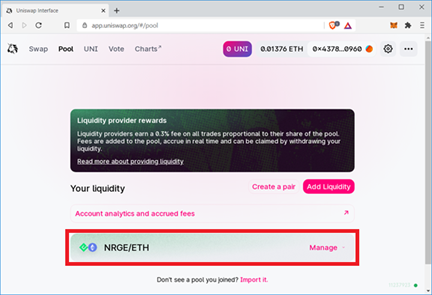 Uniswap Interface
app.uniswap.org/#/pool
Swap Pool UNI Vote Charts↗ 0 UNI 0.01376 ETH 0x4378...0960
Liquidity provider rewards
Liquidity providers earn a 0.3% fee on all trades proportional to their share of the pool.
Fees are added to the pool, accrue in real time and can be claimed by withdrawing your
liquidity.
Read more about providing liquidity
Your liquidity Create a pair Add Liquidity
Account analytics and accrued fees ↗
NRGE/ETH Manage
Don't see a pool you joined? Import it.